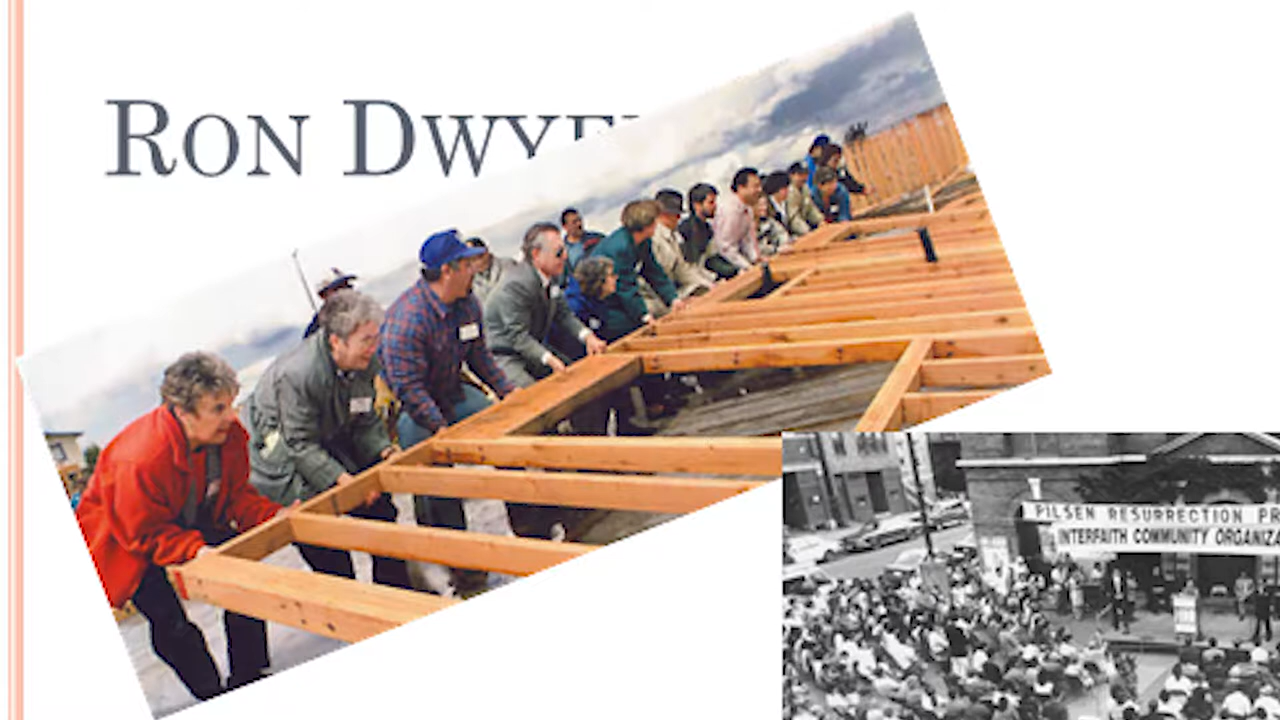 RON DWYE
PILSEN RESURRECTION PR
INTERFAITH COMMUNITY ORGANIZA